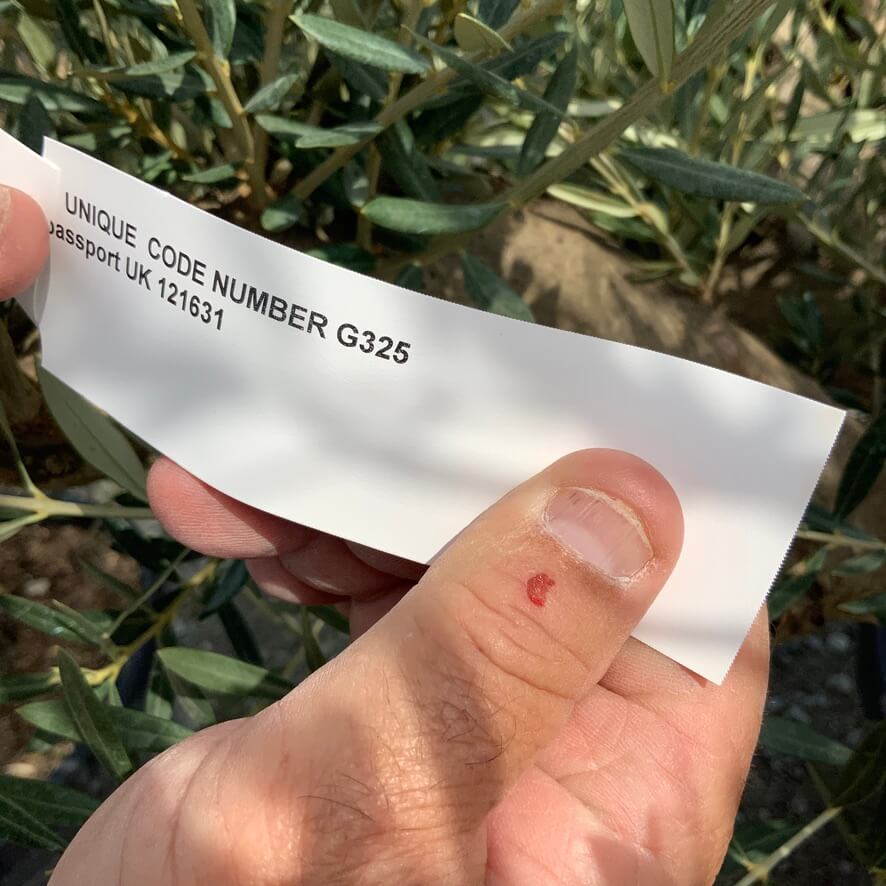 UNIQUE CODE NUMBER G325
passport UK 121631